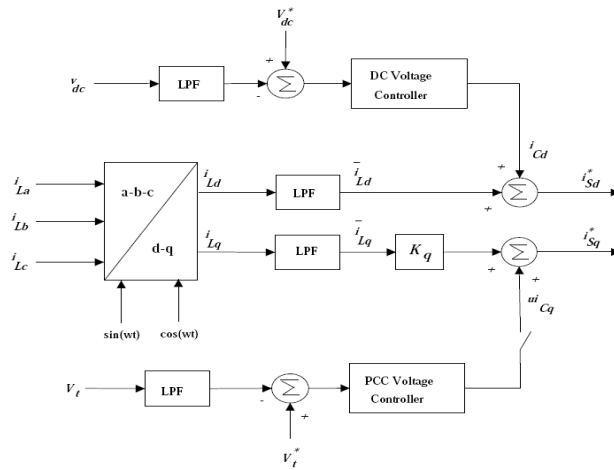 V*dc
+
vdc
LPF
-
Σ
DC Voltage
Controller
iCd
iLa
iLb
iLc
a-b-c
d-q
iLd
LPF
i̅Ld
+
+
Σ
i*Sd
iLq
LPF
i̅Lq
Kq
+
Σ
+
i*Sq
sin(wt)
cos(wt)
uiCq
Vt
LPF
-
Σ
+
PCC Voltage
Controller
V*t